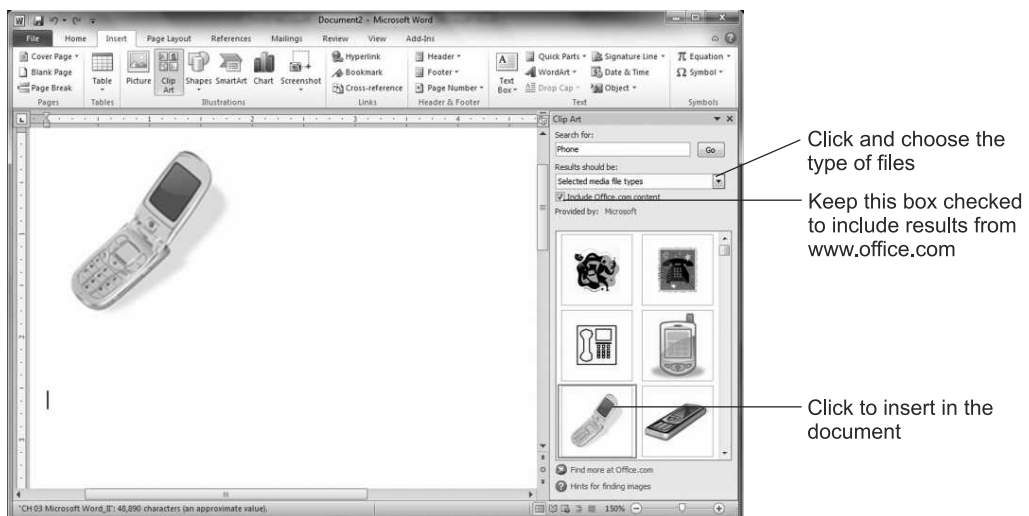 Document2 - Microsoft Word
File Home Insert Page Layout References Mailings Review View Add-Ins
Cover Page
Blank Page
Page Break
Pages
Table
Tables
Picture
Clip Art
Shapes
SmartArt
Chart
Screenshot
Illustrations
Hyperlink
Bookmark
Cross-reference
Links
Header
Footer
Page Number
Header & Footer
Text Box
Quick Parts
WordArt
Drop Cap
Signature Line
Date & Time
Object
Text
π Equation
Ω Symbol
Symbols
1 1 2 3 4
Clip Art
Search for:
Phone Go
Results should be:
Selected media file types
Include Office.com content
Provided by: Microsoft
Find more at Office.com
Hints for finding images
"CH 03 Microsoft Word_II": 48,890 characters (an approximate value).
150%
Click and choose the
type of files
Keep this box checked
to include results from
www.office.com
Click to insert in the
document